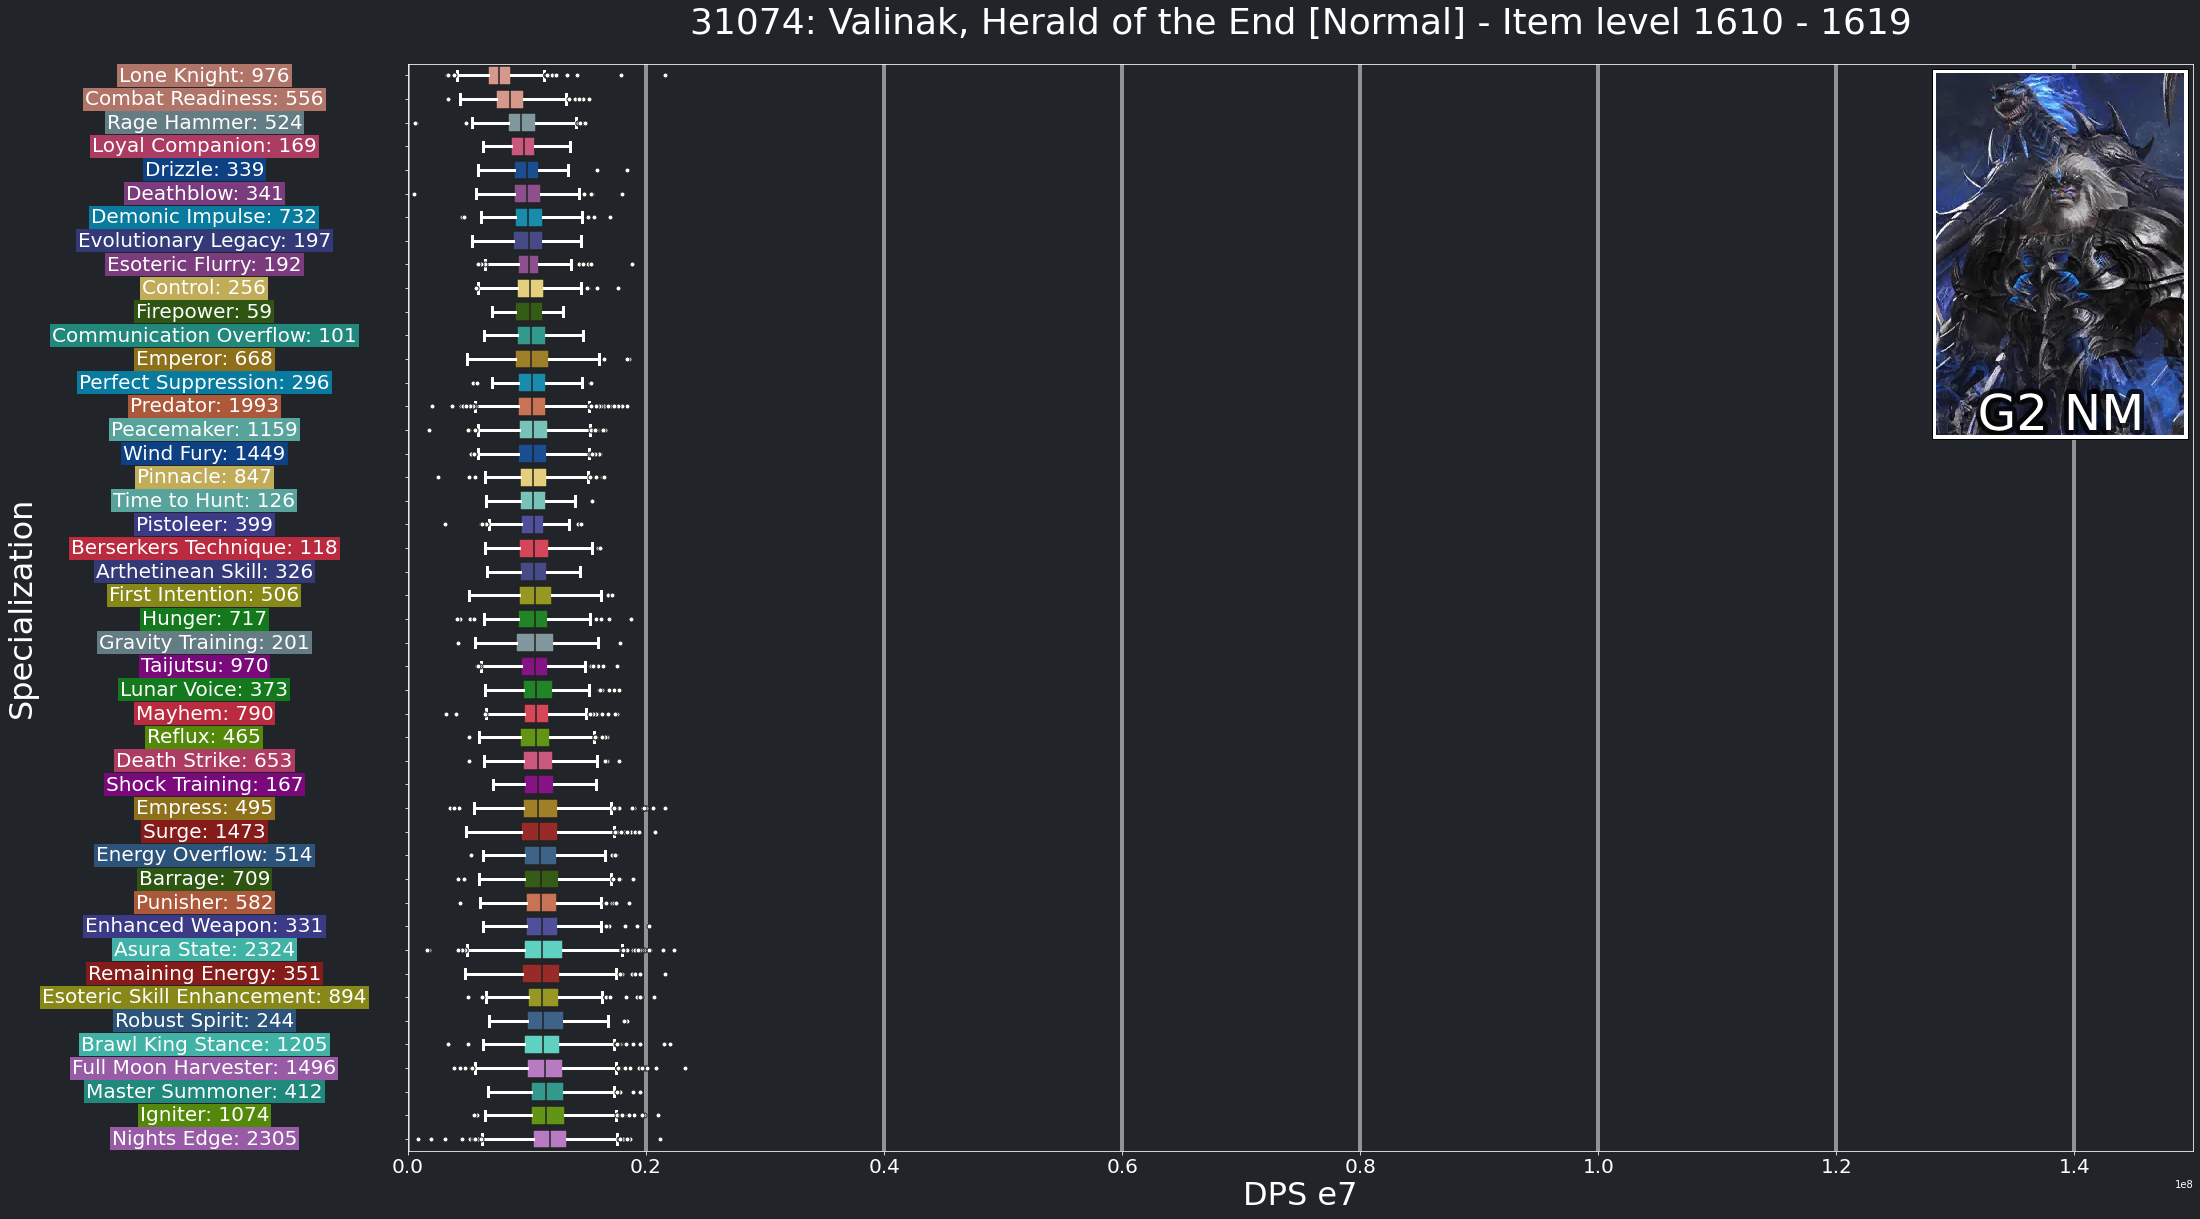 31074: Valinak, Herald of the End [Normal] - Item level 1610 - 1619
Lone Knight: 976
Combat Readiness: 556
Rage Hammer: 524
Loyal Companion: 169
Drizzle: 339
Deathblow: 341
Demonic Impulse: 732
Evolutionary Legacy: 197
Esoteric Flurry: 192
Control: 256
Firepower: 59
Communication Overflow: 101
Emperor: 668
Perfect Suppression: 296
Predator: 1993
Peacemaker: 1159
Wind Fury: 1449
Pinnacle: 847
Time to Hunt: 126
Pistoleer: 399
Berserkers Technique: 118
Arthetinean Skill: 326
First Intention: 506
Hunger: 717
Gravity Training: 201
Taijutsu: 970
Lunar Voice: 373
Mayhem: 790
Reflux: 465
Death Strike: 653
Shock Training: 167
Empress: 495
Surge: 1473
Energy Overflow: 514
Barrage: 709
Punisher: 582
Enhanced Weapon: 331
Asura State: 2324
Remaining Energy: 351
Esoteric Skill Enhancement: 894
Robust Spirit: 244
Brawl King Stance: 1205
Full Moon Harvester: 1496
Master Summoner: 412
Igniter: 1074
Nights Edge: 2305
Specialization
G2 NM
0.0 0.2 0.4 0.6 0.8 1.0 1.2 1.4
1e8
DPS e7